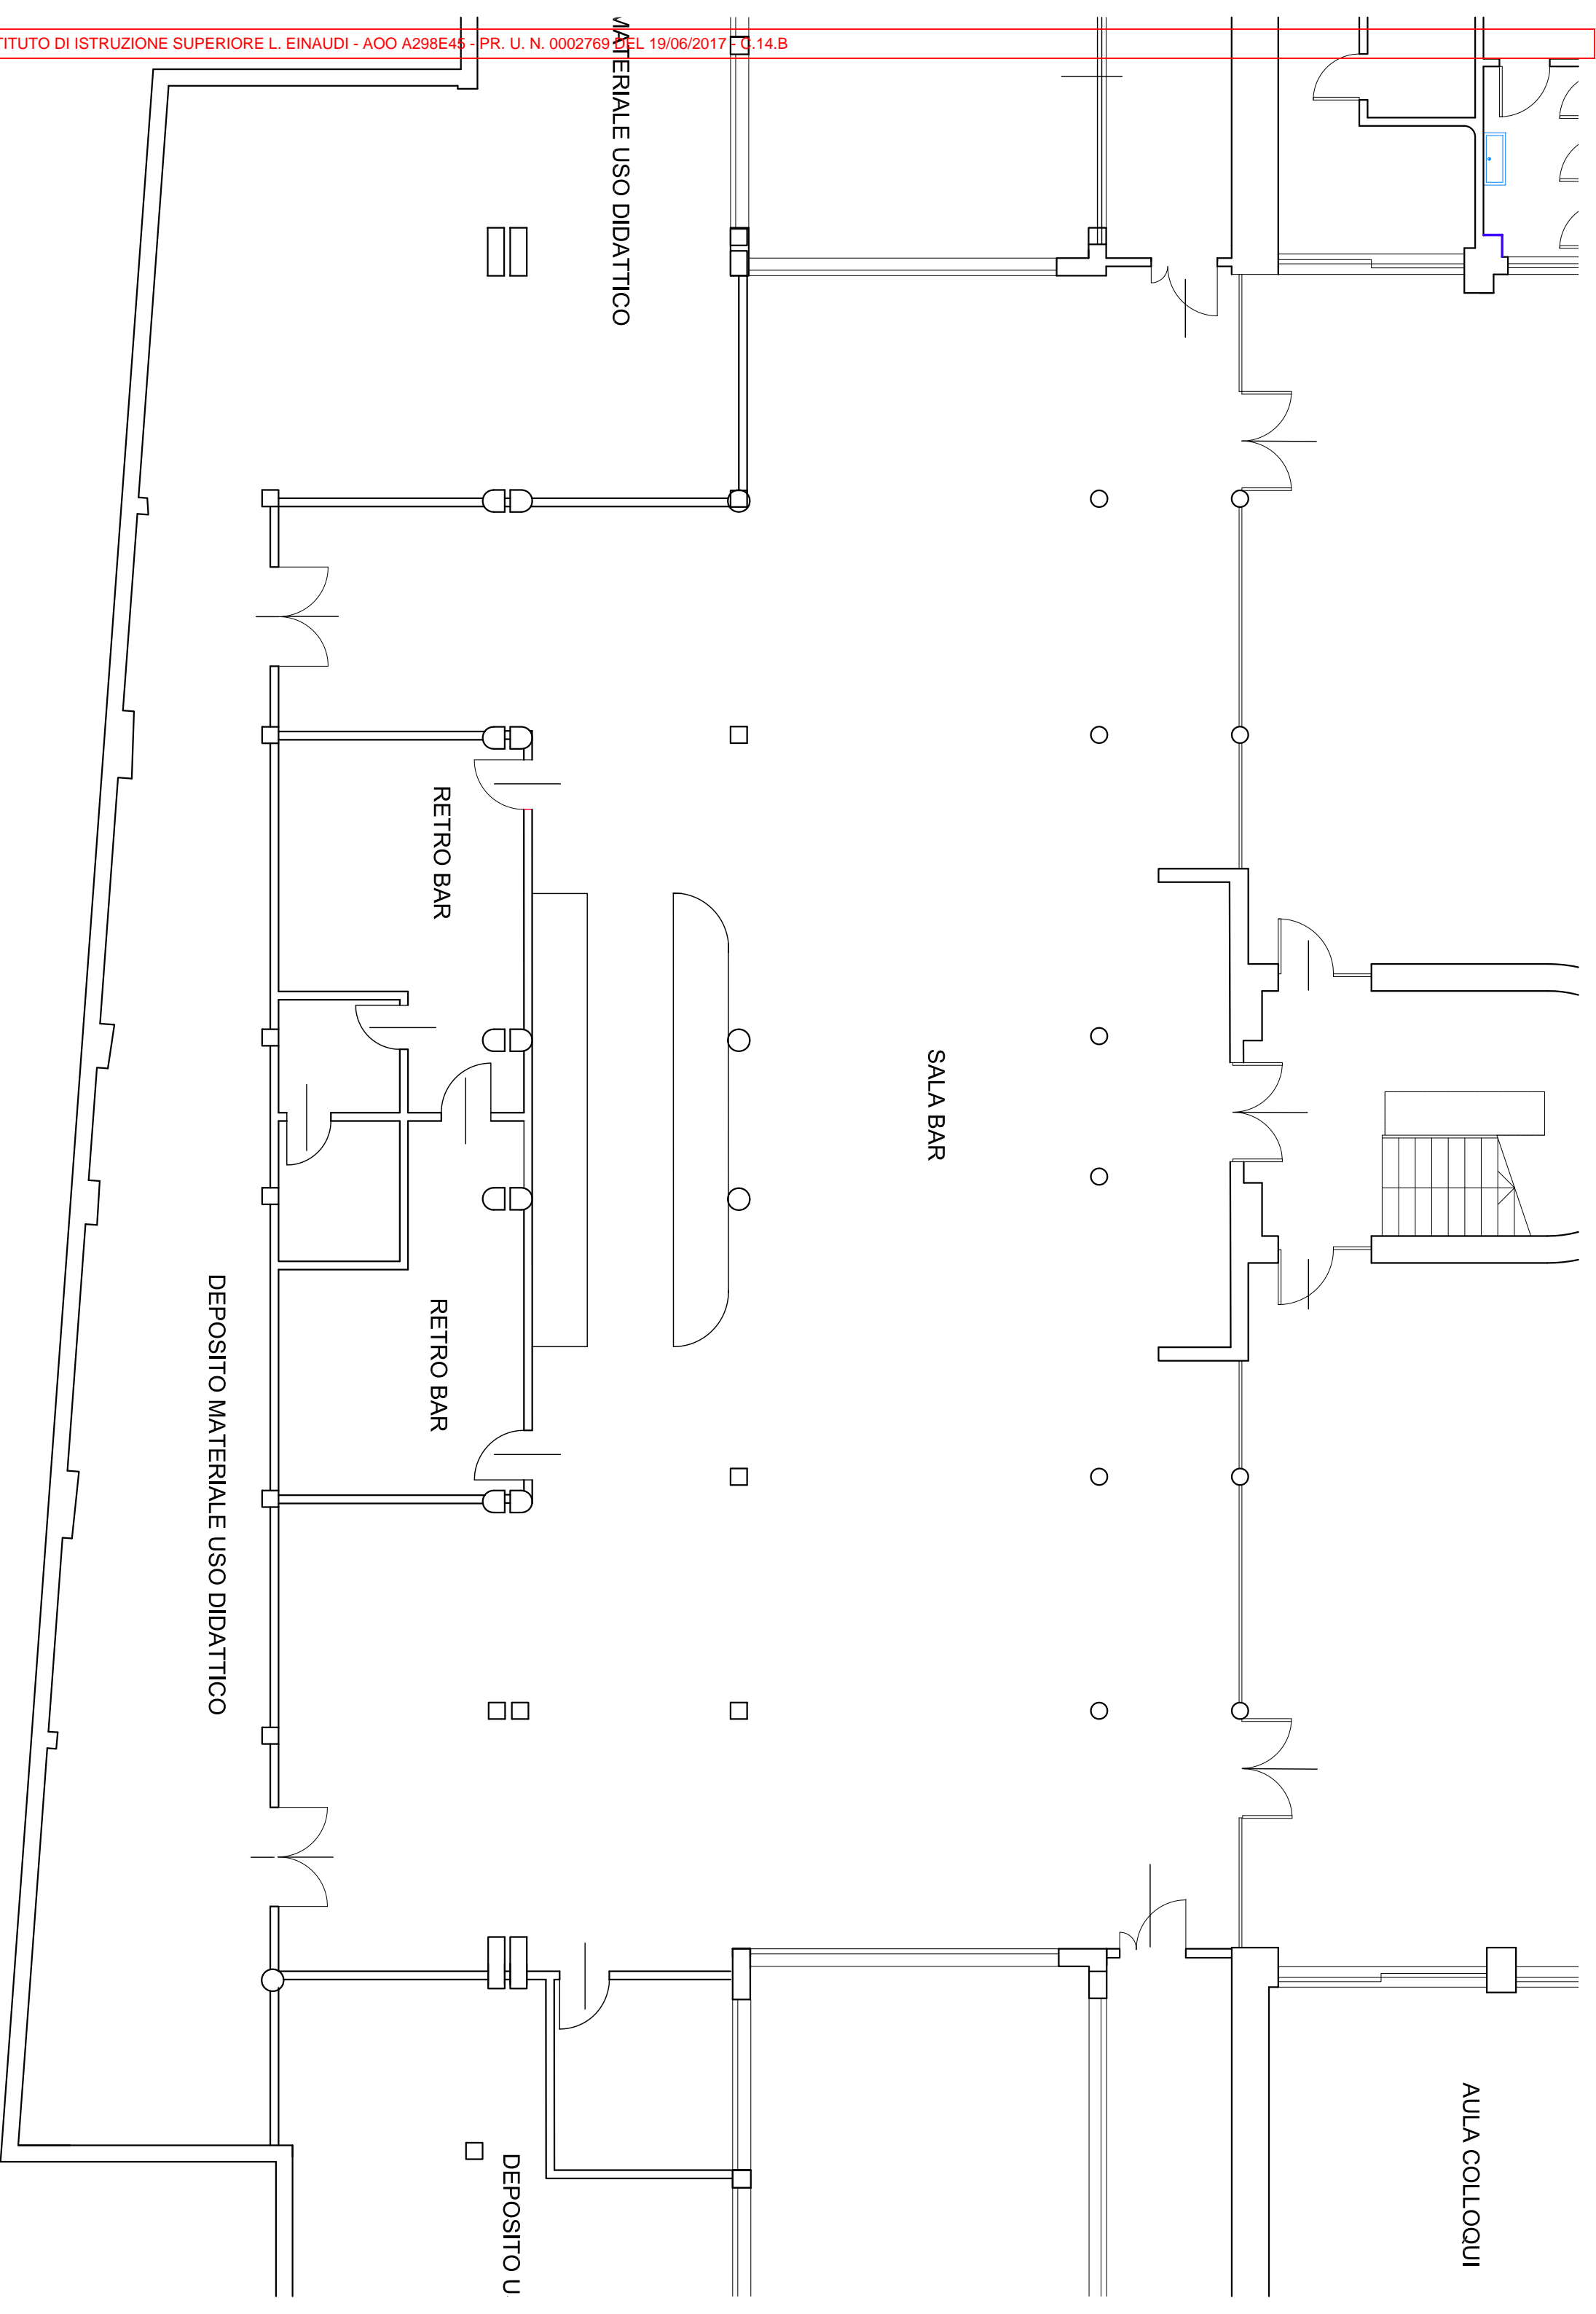 TITUTO DI ISTRUZIONE SUPERIORE L. EINAUDI - AOO A298E45 - PR. U. N. 0002769 DEL 19/06/2017 - C.14.B
MATERIALE USO DIDATTICO
RETRO BAR
SALA BAR
RETRO BAR
DEPOSITO MATERIALE USO DIDATTICO
AULA COLLOQUI
DEPOSITO U